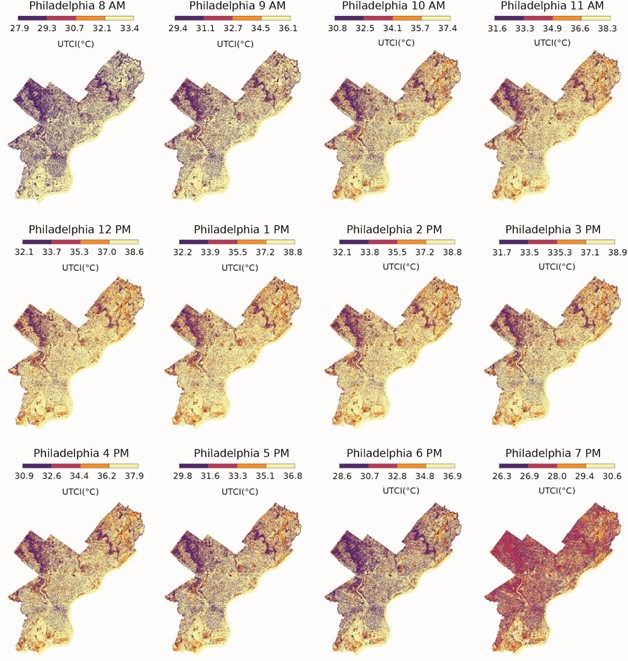 Philadelphia 8 AM
27.9 29.3 30.7 32.1 33.4
UTCI(°C)
Philadelphia 9 AM
29.4 31.1 32.7 34.5 36.1
UTCI(°C)
Philadelphia 10 AM
30.8 32.5 34.1 35.7 37.4
UTCI(°C)
Philadelphia 11 AM
31.6 33.3 34.9 36.6 38.3
UTCI(°C)
Philadelphia 12 PM
32.1 33.7 35.3 37.0 38.6
UTCI(°C)
Philadelphia 1 PM
32.2 33.9 35.5 37.2 38.8
UTCI(°C)
Philadelphia 2 PM
32.1 33.8 35.5 37.2 38.8
UTCI(°C)
Philadelphia 3 PM
31.7 33.5 335.3 37.1 38.9
UTCI(°C)
Philadelphia 4 PM
30.9 32.6 34.4 36.2 37.9
UTCI(°C)
Philadelphia 5 PM
29.8 31.6 33.3 35.1 36.8
UTCI(°C)
Philadelphia 6 PM
28.6 30.7 32.8 34.8 36.9
UTCI(°C)
Philadelphia 7 PM
26.3 26.9 28.0 29.4 30.6
UTCI(°C)